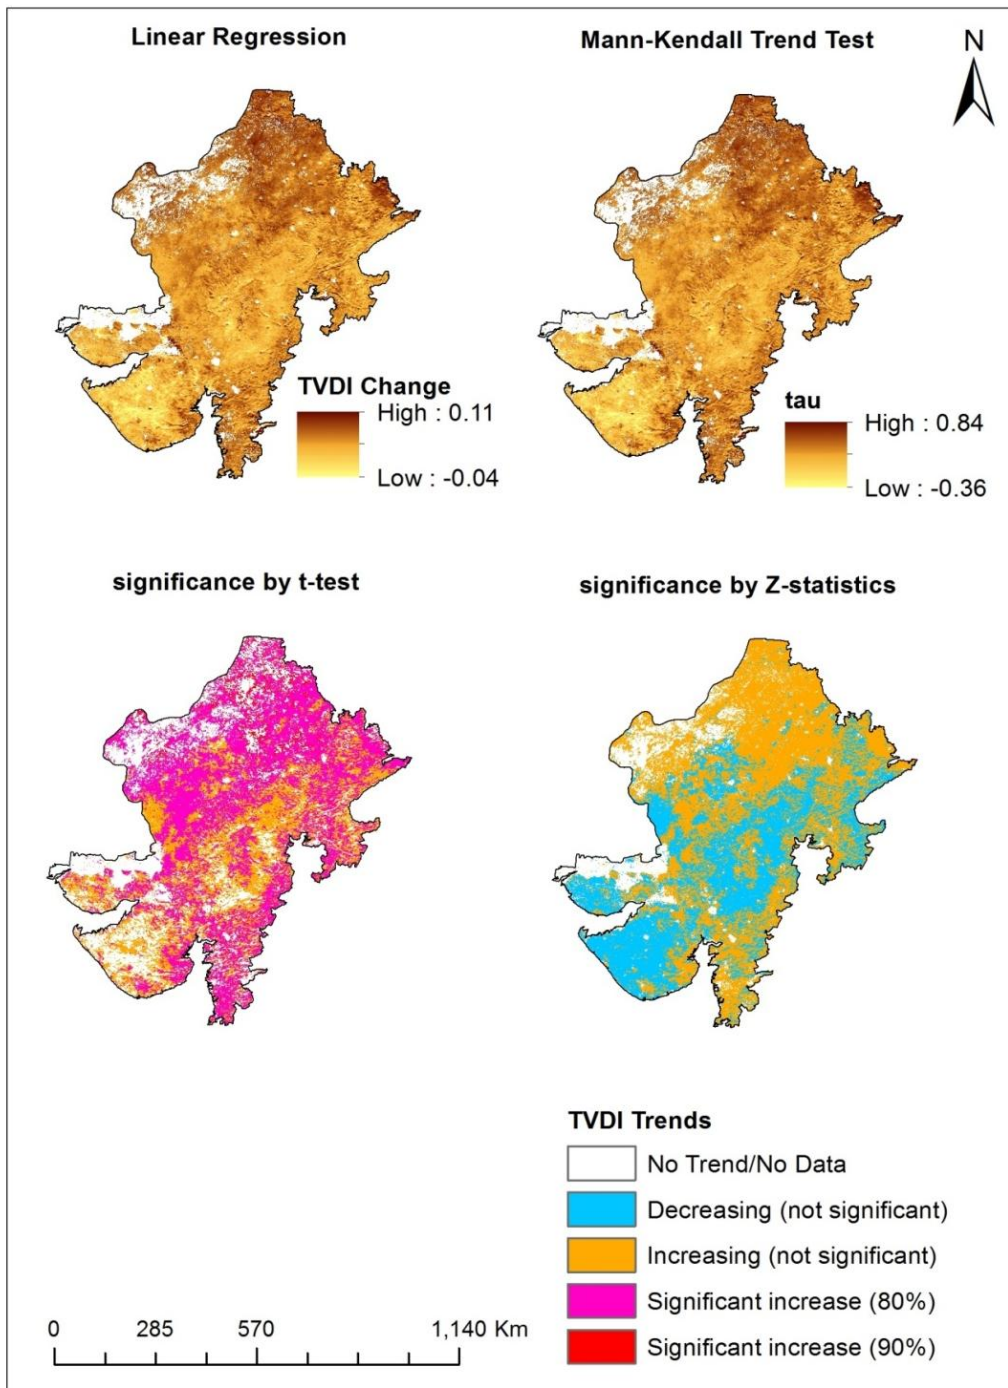 Linear Regression
Mann-Kendall Trend Test
N
TVDI Change
High : 0.11
Low : -0.04
tau
High : 0.84
Low : -0.36
significance by t-test
significance by Z-statistics
TVDI Trends
No Trend/No Data
Decreasing (not significant)
Increasing (not significant)
Significant increase (80%)
Significant increase (90%)
0 285 570 1,140 Km